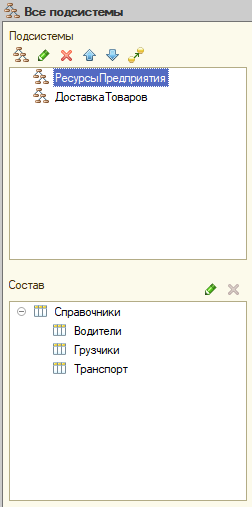 Все подсистемы
Подсистемы
РесурсыПредприятия
ДоставкаТоваров
Состав
Справочники
Водители
Грузчики
Транспорт